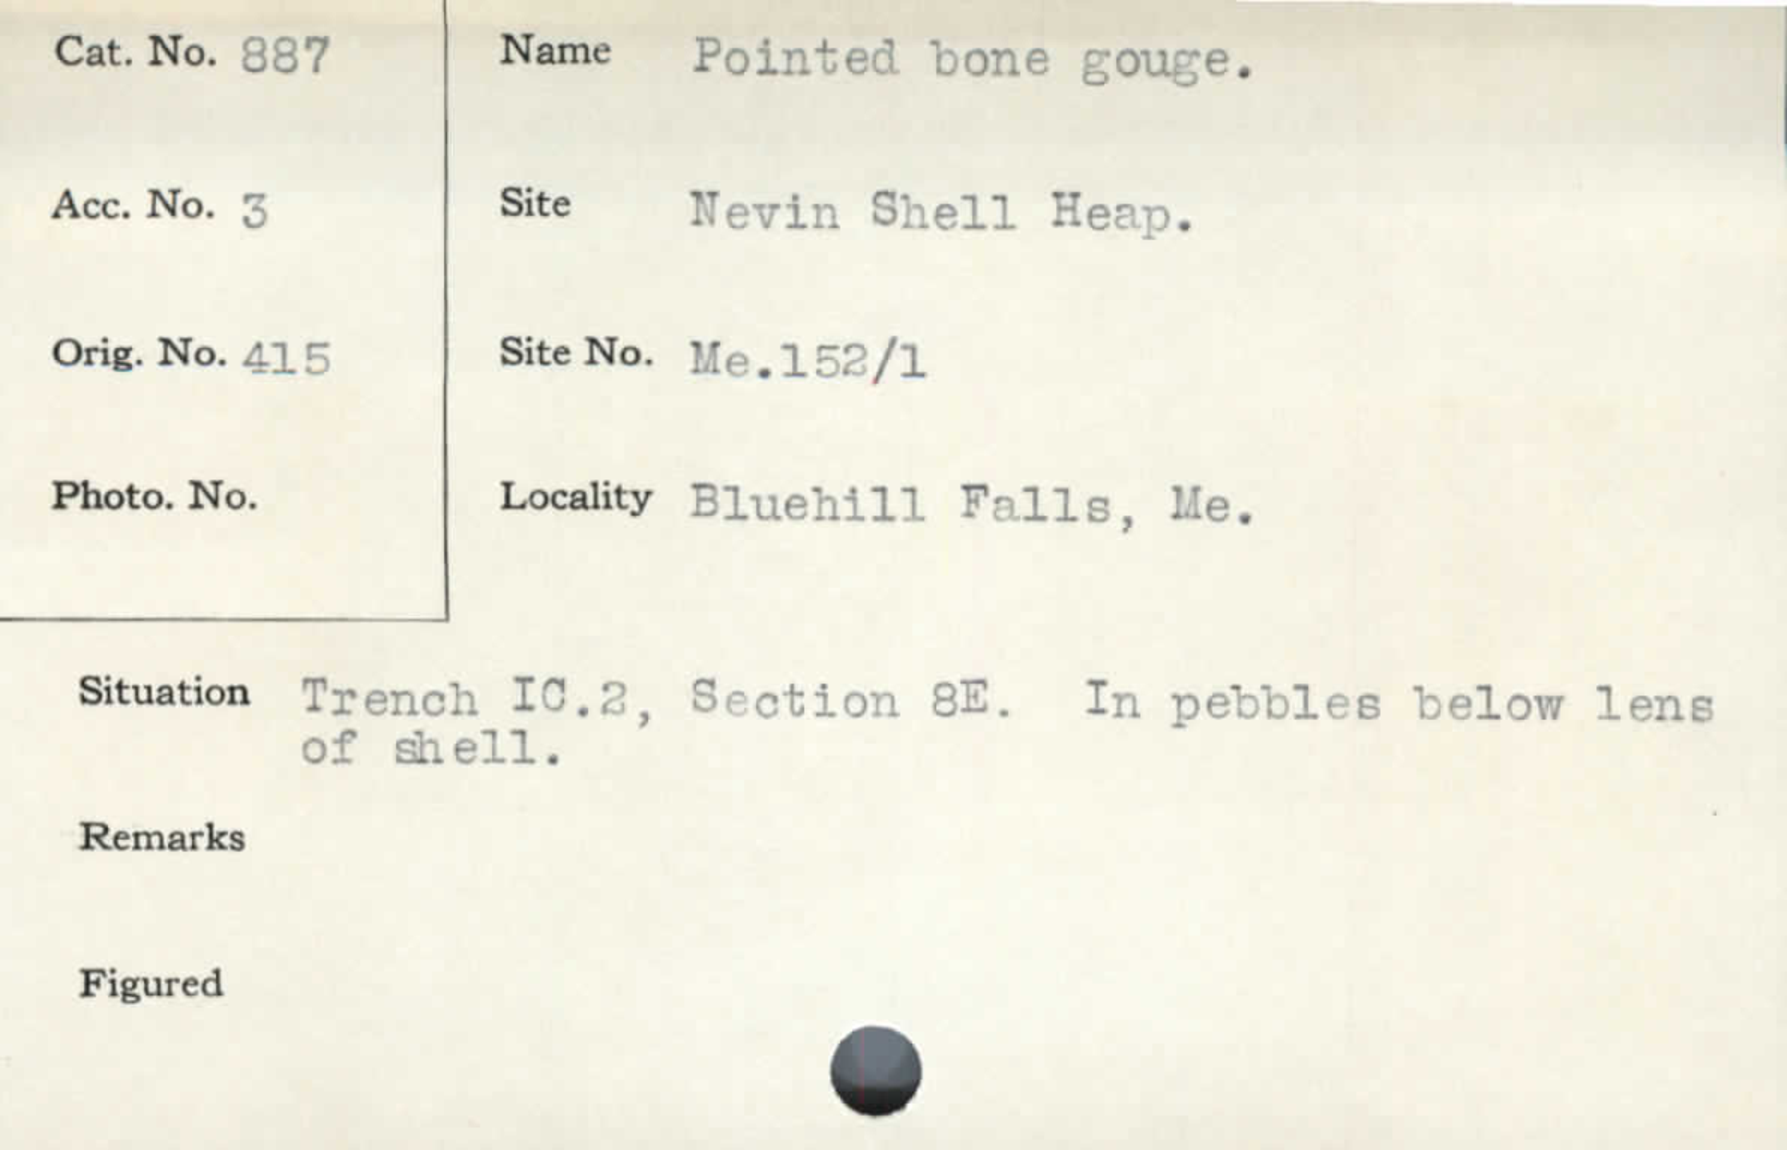 Cat. No. 887
Name Pointed bone gouge.
Acc. No. 3
Site Nevin Shell Heap.
Orig. No. 415
Site No. Me.152/1
Photo. No.
Locality Bluehill Falls, Me.
Situation Trench IC.2, Section 8E. In pebbles below lens
of shell.
Remarks
Figured